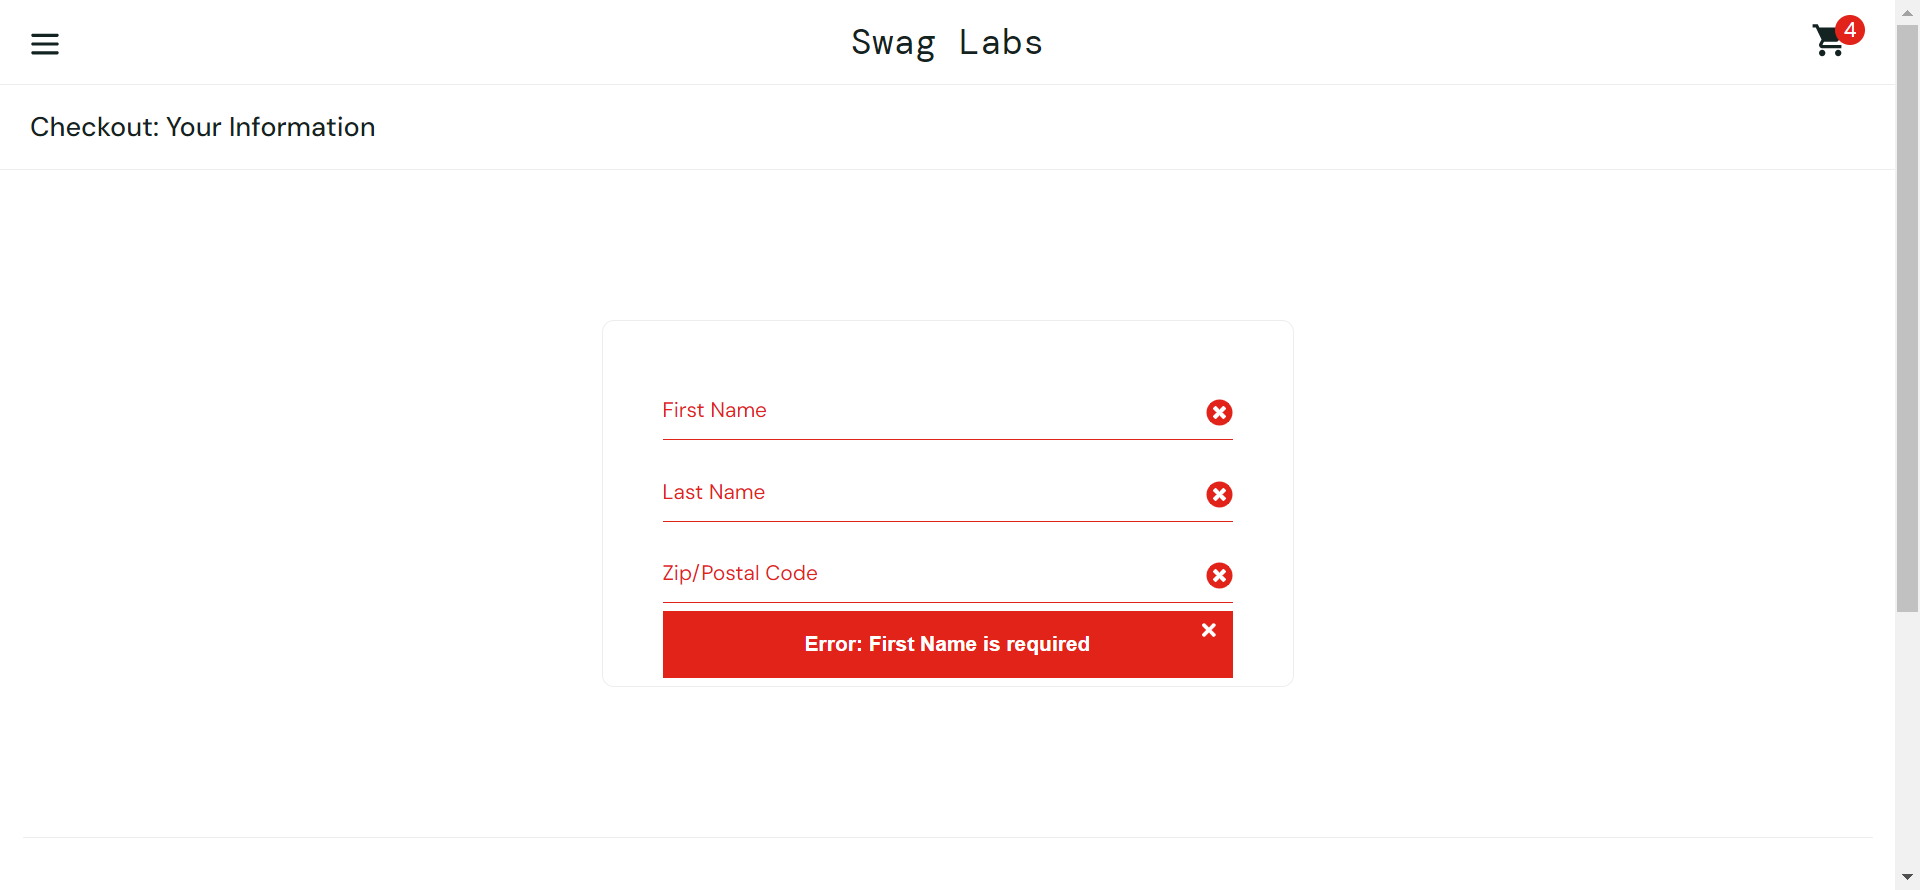 Swag Labs
4
Checkout: Your Information
First Name
Last Name
Zip/Postal Code
Error: First Name is required